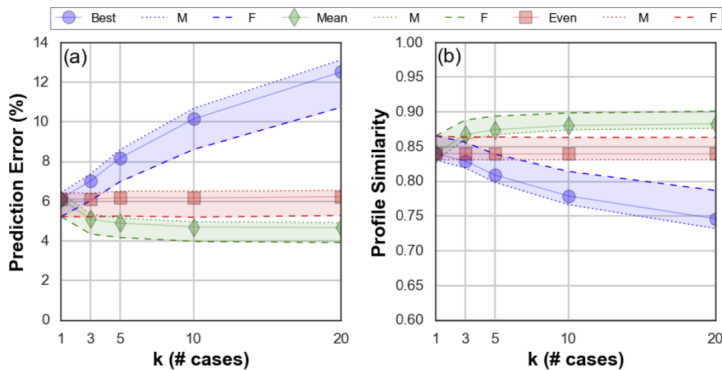 Best M F Mean M F Even M F
(a)
14
12
10
8
6
4
2
0
Prediction Error (%)
1 3 5 10 20
k (# cases)
(b)
1.00
0.95
0.90
0.85
0.80
0.75
0.70
0.65
0.60
Profile Similarity
1 3 5 10 20
k (# cases)